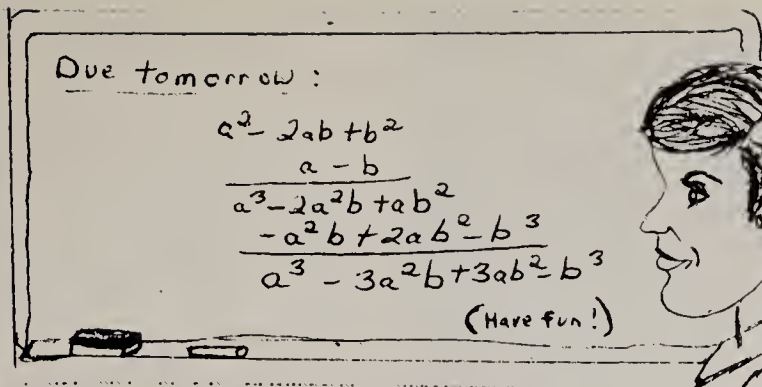 Due tomorrow:
a² - 2ab + b²
a - b
a³ - 2a²b + ab²
- a²b + 2ab² - b³
a³ - 3a²b + 3ab² - b³
(Have fun!)